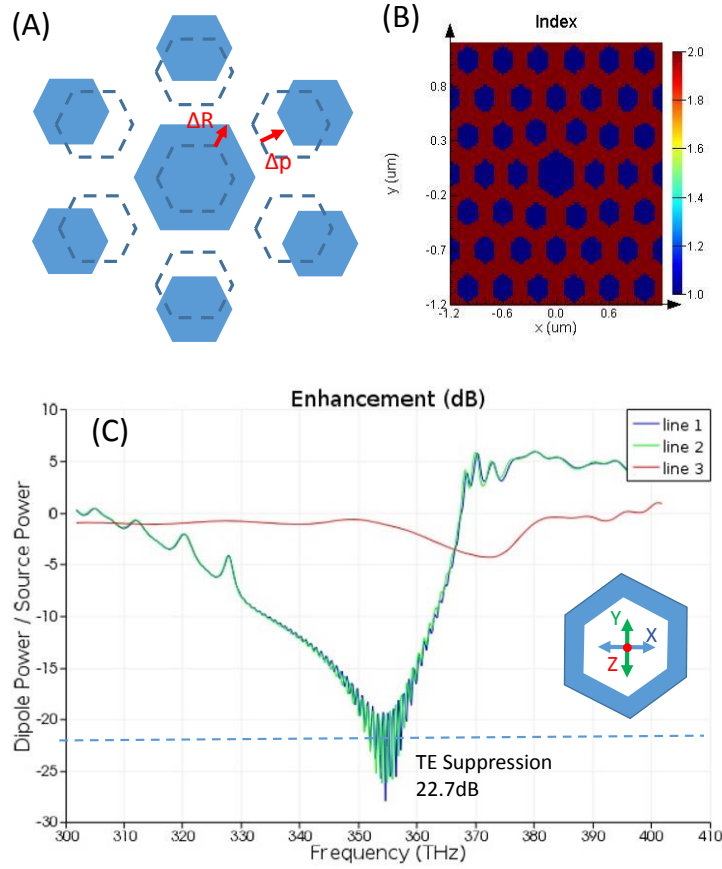 (A)
ΔR
Δp
(B)
Index
y (um)
0.8
0.3
-0.2
-0.7
-1.2
-1.2
-0.6
0.0
0.6
x (um)
2.0
1.8
1.6
1.4
1.2
1.0
Enhancement (dB)
(C)
line 1
line 2
line 3
Dipole Power / Source Power
10
5
0
-5
-10
-15
-20
-25
-30
Y
X
Z
TE Suppression
22.7dB
300
310
320
330
340
350
360
370
380
390
400
410
Frequency (THz)